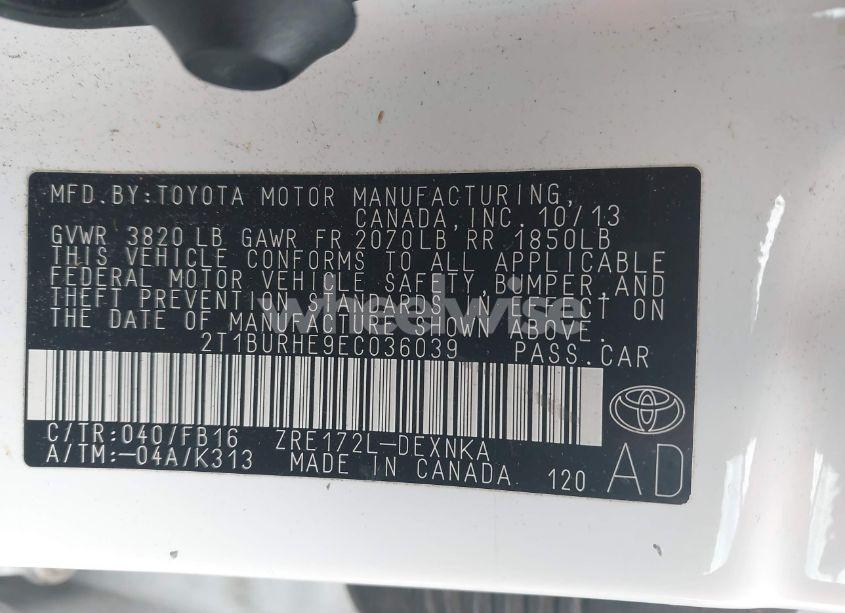 MFD.BY:TOYOTA MOTOR MANUFACTURING,
CANADA,INC. 10/13
GVWR 3820 LB GAWR FR 2070LB RR 1850LB
THIS VEHICLE CONFORMS TO ALL APPLICABLE
FEDERAL MOTOR VEHICLE SAFETY,BUMPER,AND
THEFT PREVENTION STANDARDS IN EFFECT ON
THE DATE OF MANUFACTURE SHOWN ABOVE.
wheelwise
2T1BURHE9EC036039 PASS.CAR
C/TR:040/FB16 ZRE172L-DEXNKA
A/TM:-04A/K313 MADE IN CANADA 120
AD